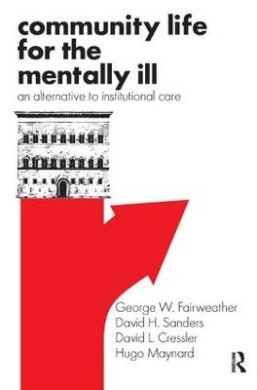 community life
for the
mentally ill
an alternative to institutional care
George W. Fairweather
David H. Sanders
David L. Cressler
Hugo Maynard
R